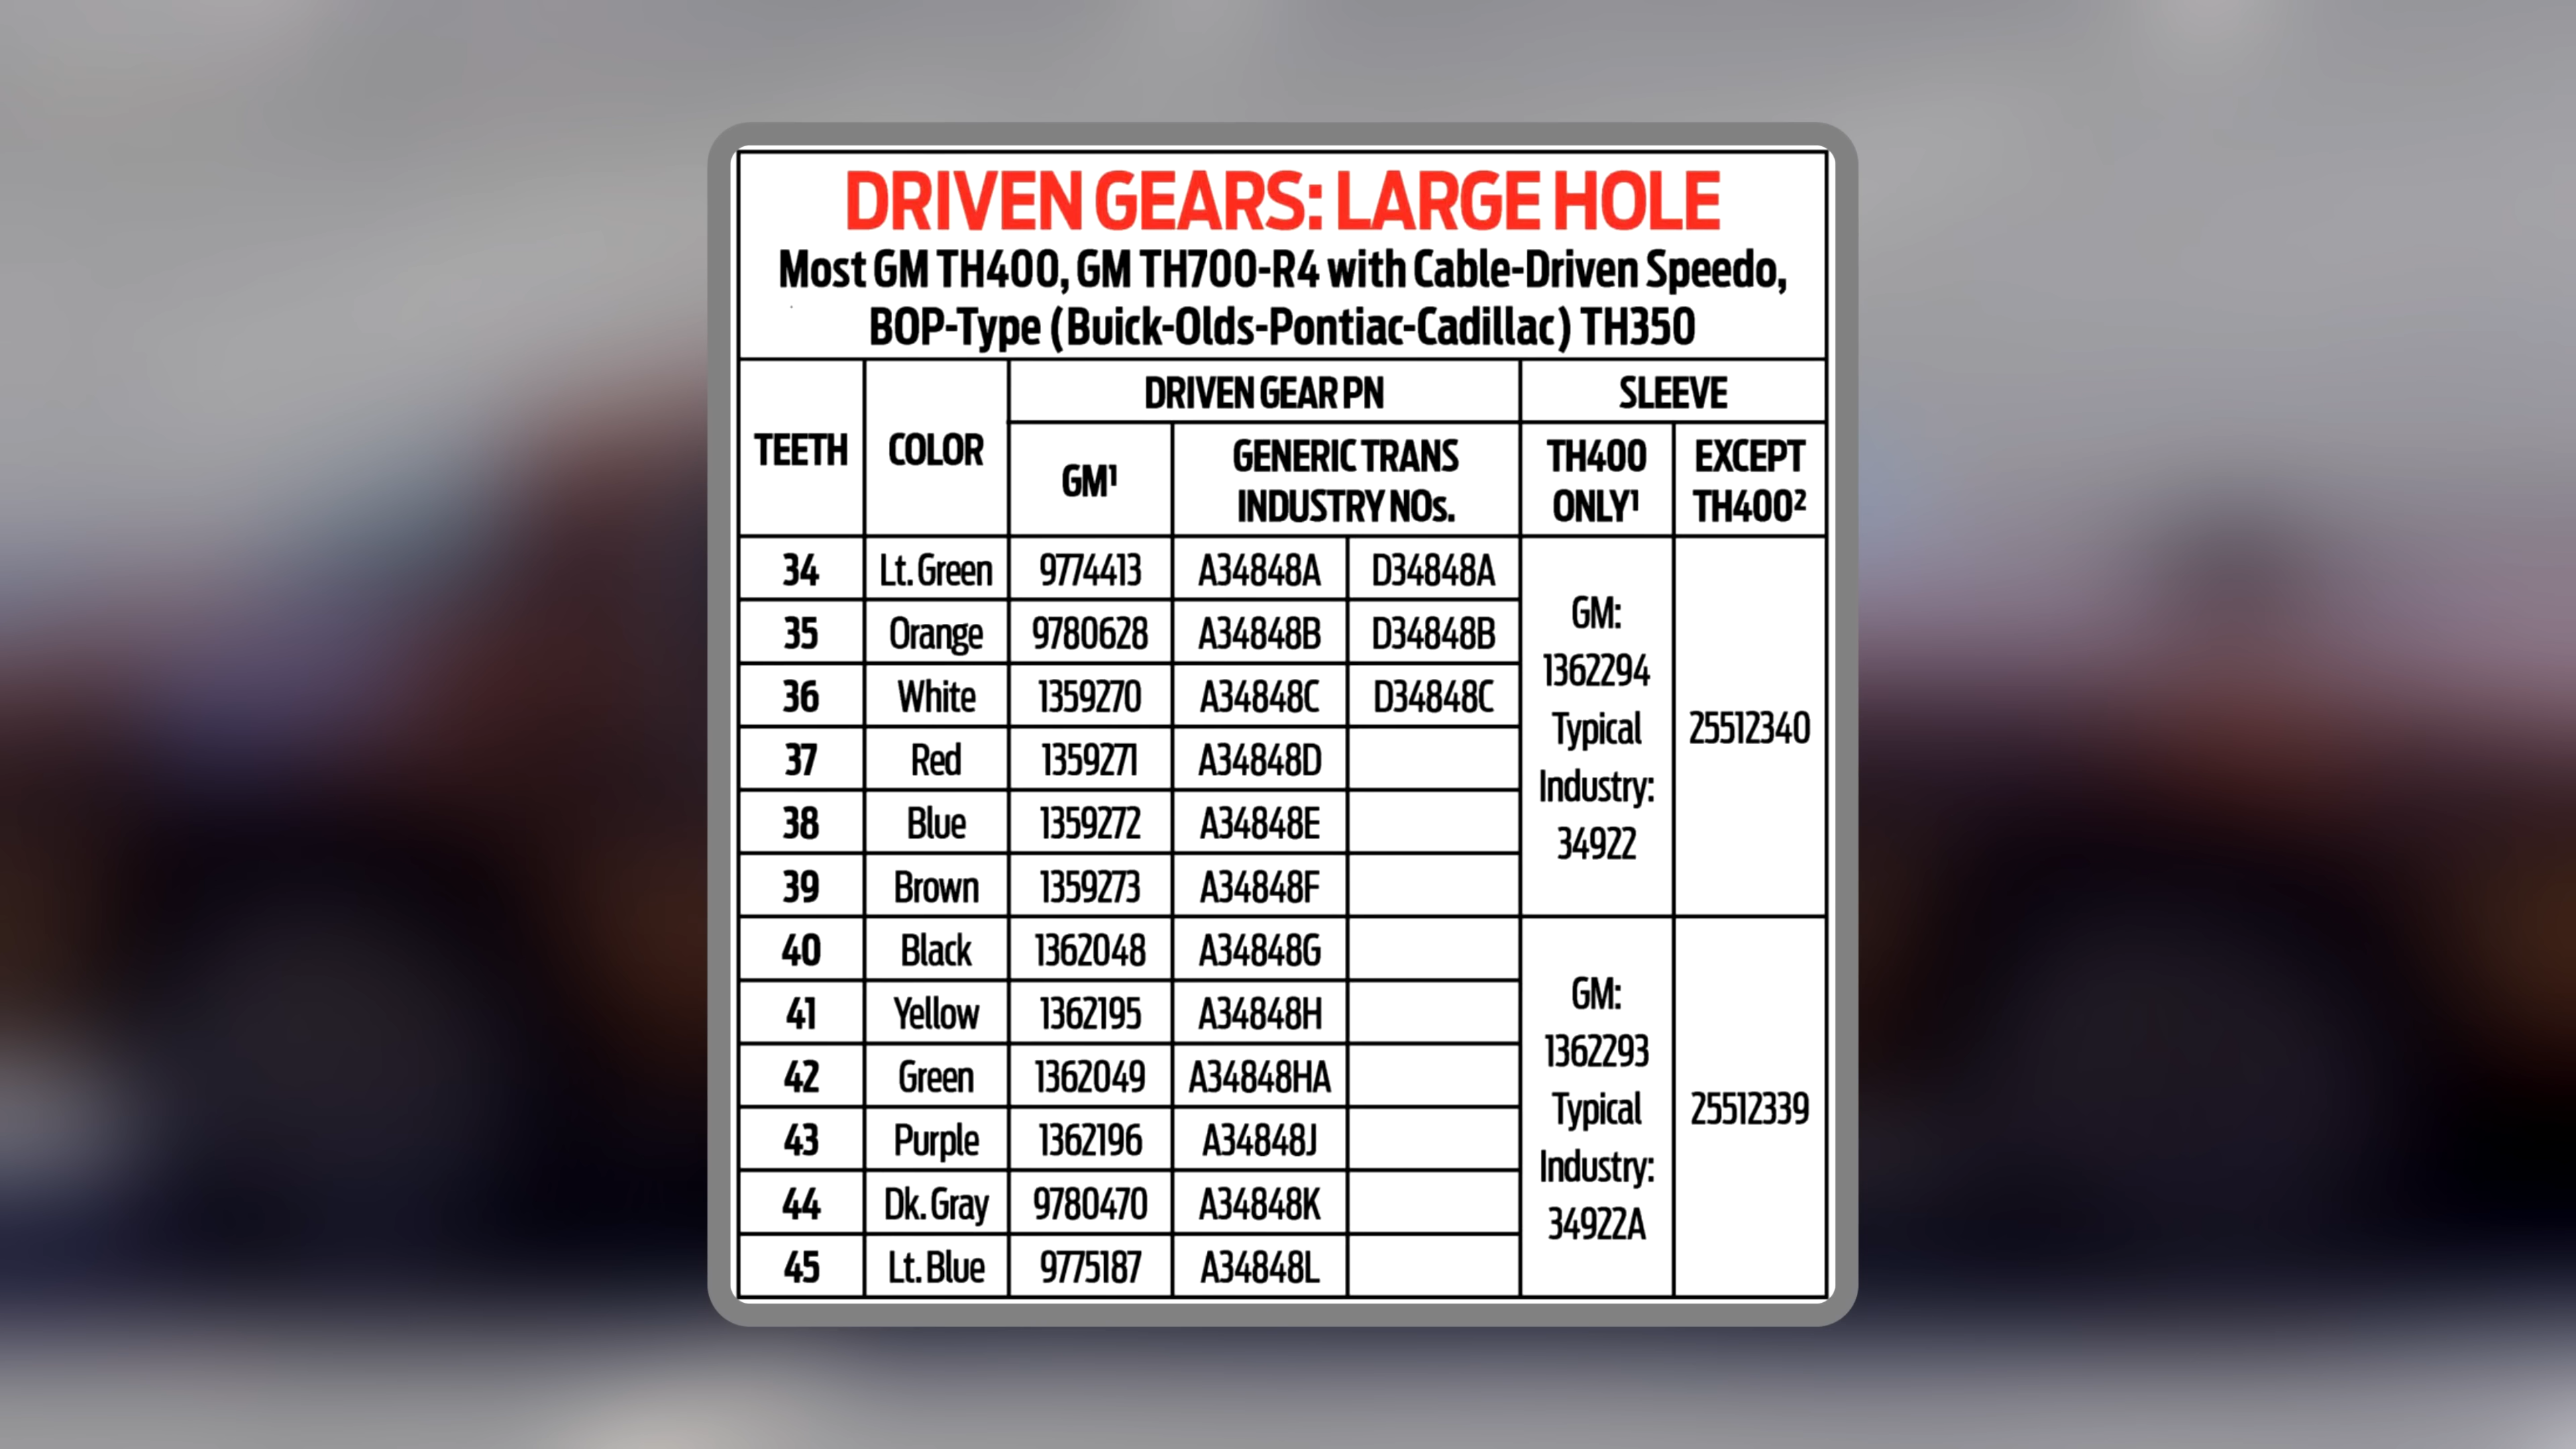 DRIVEN GEARS: LARGE HOLE
Most GM TH400, GM TH700-R4 with Cable-Driven Speedo,
BOP-Type (Buick-Olds-Pontiac-Cadillac) TH350
TEETH COLOR DRIVEN GEAR PN SLEEVE
GM¹ GENERIC TRANS INDUSTRY NOs. TH400 ONLY¹ EXCEPT TH400²
34 Lt. Green 9774413 A34848A D34848A
35 Orange 9780628 A34848B D34848B
36 White 1359270 A34848C D34848C
37 Red 1359271 A34848D
38 Blue 1359272 A34848E
39 Brown 1359273 A34848F
GM:
1362294
Typical
Industry:
34922
25512340
40 Black 1362048 A34848G
41 Yellow 1362195 A34848H
42 Green 1362049 A34848HA
43 Purple 1362196 A34848J
44 Dk. Gray 9780470 A34848K
45 Lt. Blue 9775187 A34848L
GM:
1362293
Typical
Industry:
34922A
25512339